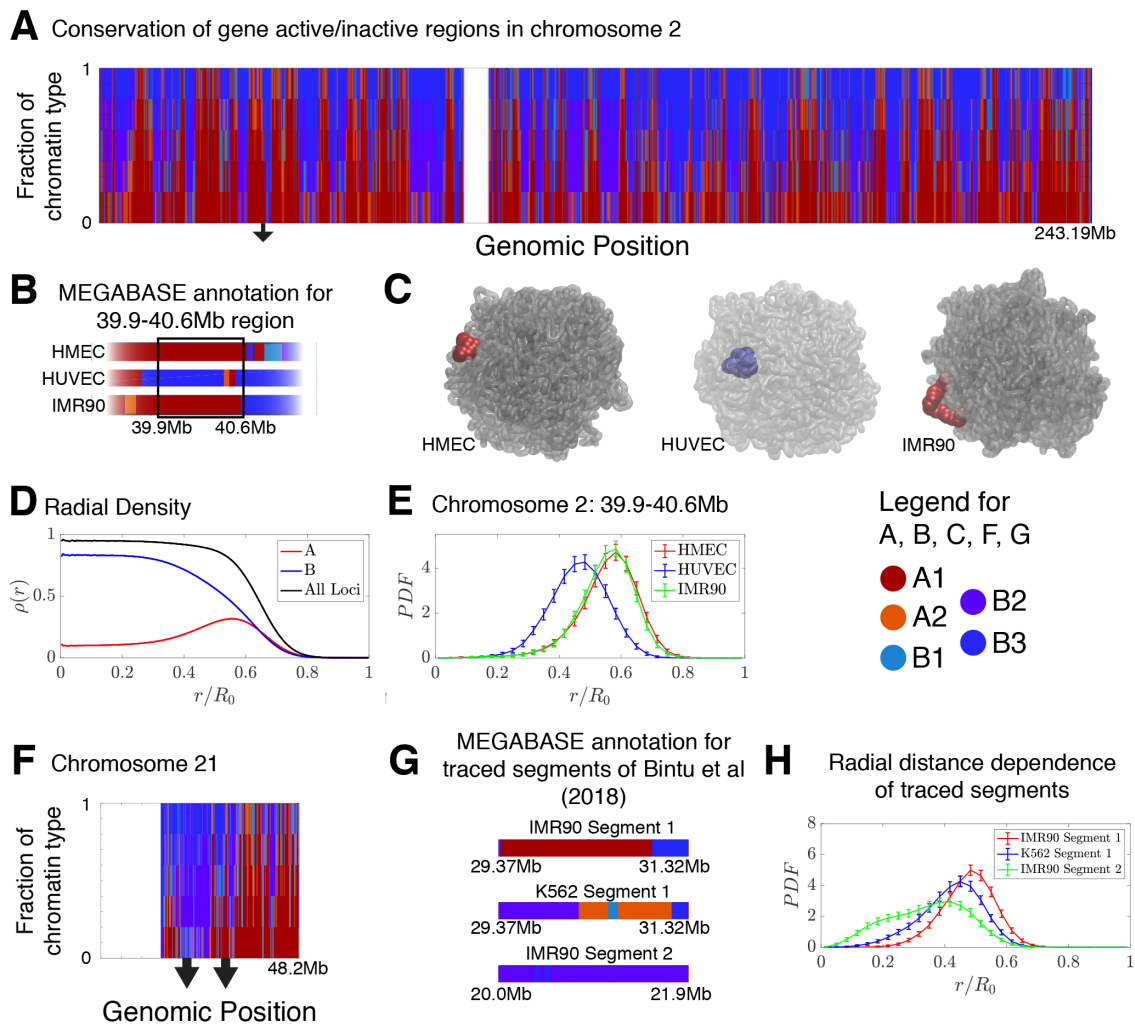 A Conservation of gene active/inactive regions in chromosome 2
Fraction of
chromatin type
1
0
Genomic Position
243.19Mb
B MEGABASE annotation for
39.9-40.6Mb region
HMEC
HUVEC
IMR90
39.9Mb 40.6Mb
C
HMEC
HUVEC
IMR90
D Radial Density
ρ(r)
1
0.5
0
0 0.2 0.4 0.6 0.8 1
r/R₀
A
B
All Loci
E Chromosome 2: 39.9-40.6Mb
PDF
4
2
0
0 0.2 0.4 0.6 0.8 1
r/R₀
HMEC
HUVEC
IMR90
Legend for
A, B, C, F, G
A1
A2
B1
B2
B3
F Chromosome 21
Fraction of
chromatin type
1
0
48.2Mb
Genomic Position
G MEGABASE annotation for
traced segments of Bintu et al
(2018)
IMR90 Segment 1
29.37Mb 31.32Mb
K562 Segment 1
29.37Mb 31.32Mb
IMR90 Segment 2
20.0Mb 21.9Mb
H Radial distance dependence
of traced segments
PDF
8
6
4
2
0
0 0.2 0.4 0.6 0.8 1
r/R₀
IMR90 Segment 1
K562 Segment 1
IMR90 Segment 2